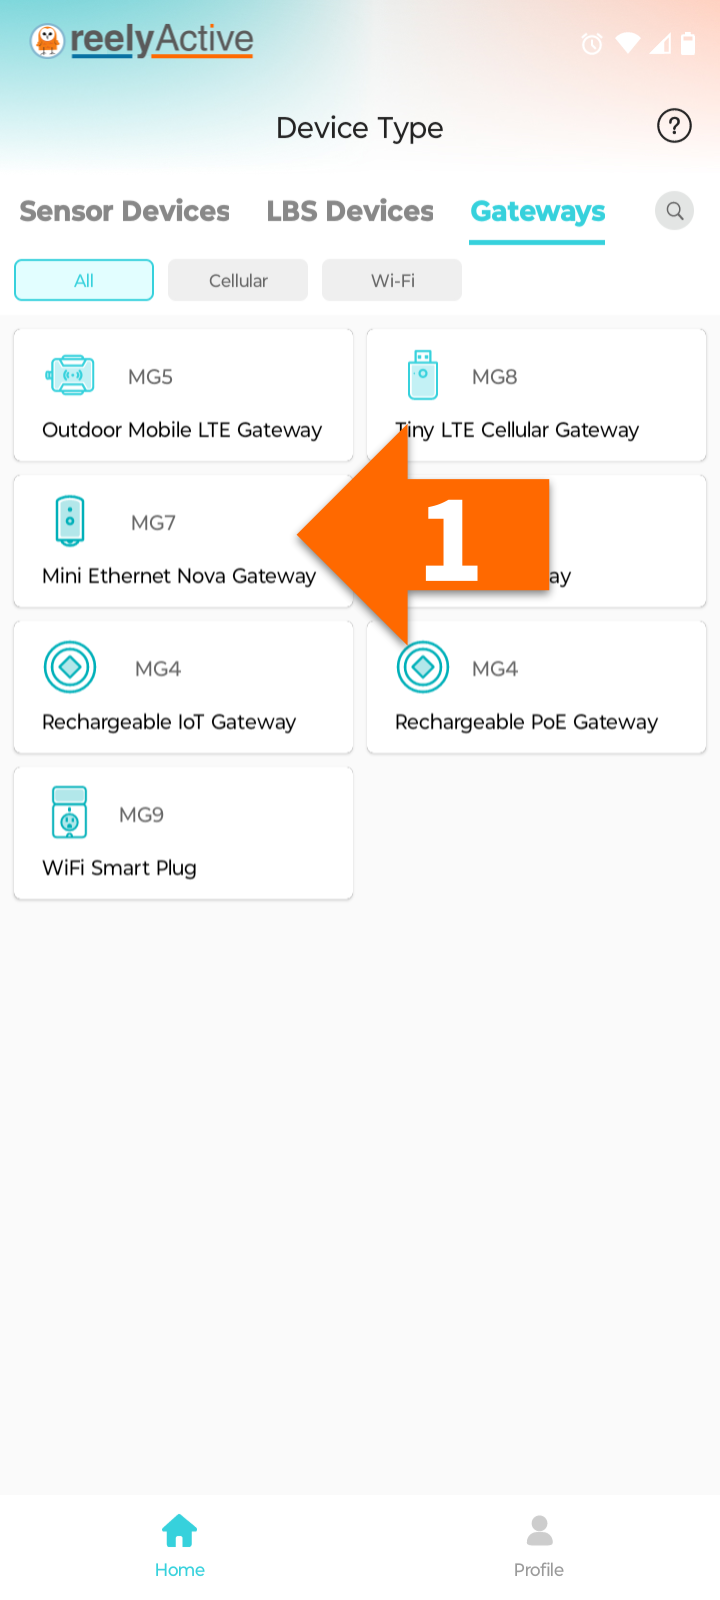 reelyActive
Device Type
Sensor Devices LBS Devices Gateways
All Cellular Wi-Fi
MG5
Outdoor Mobile LTE Gateway
MG8
Tiny LTE Cellular Gateway
MG7
Mini Ethernet Nova Gateway
1
MG4
Rechargeable IoT Gateway
MG4
Rechargeable PoE Gateway
MG9
WiFi Smart Plug
Home Profile